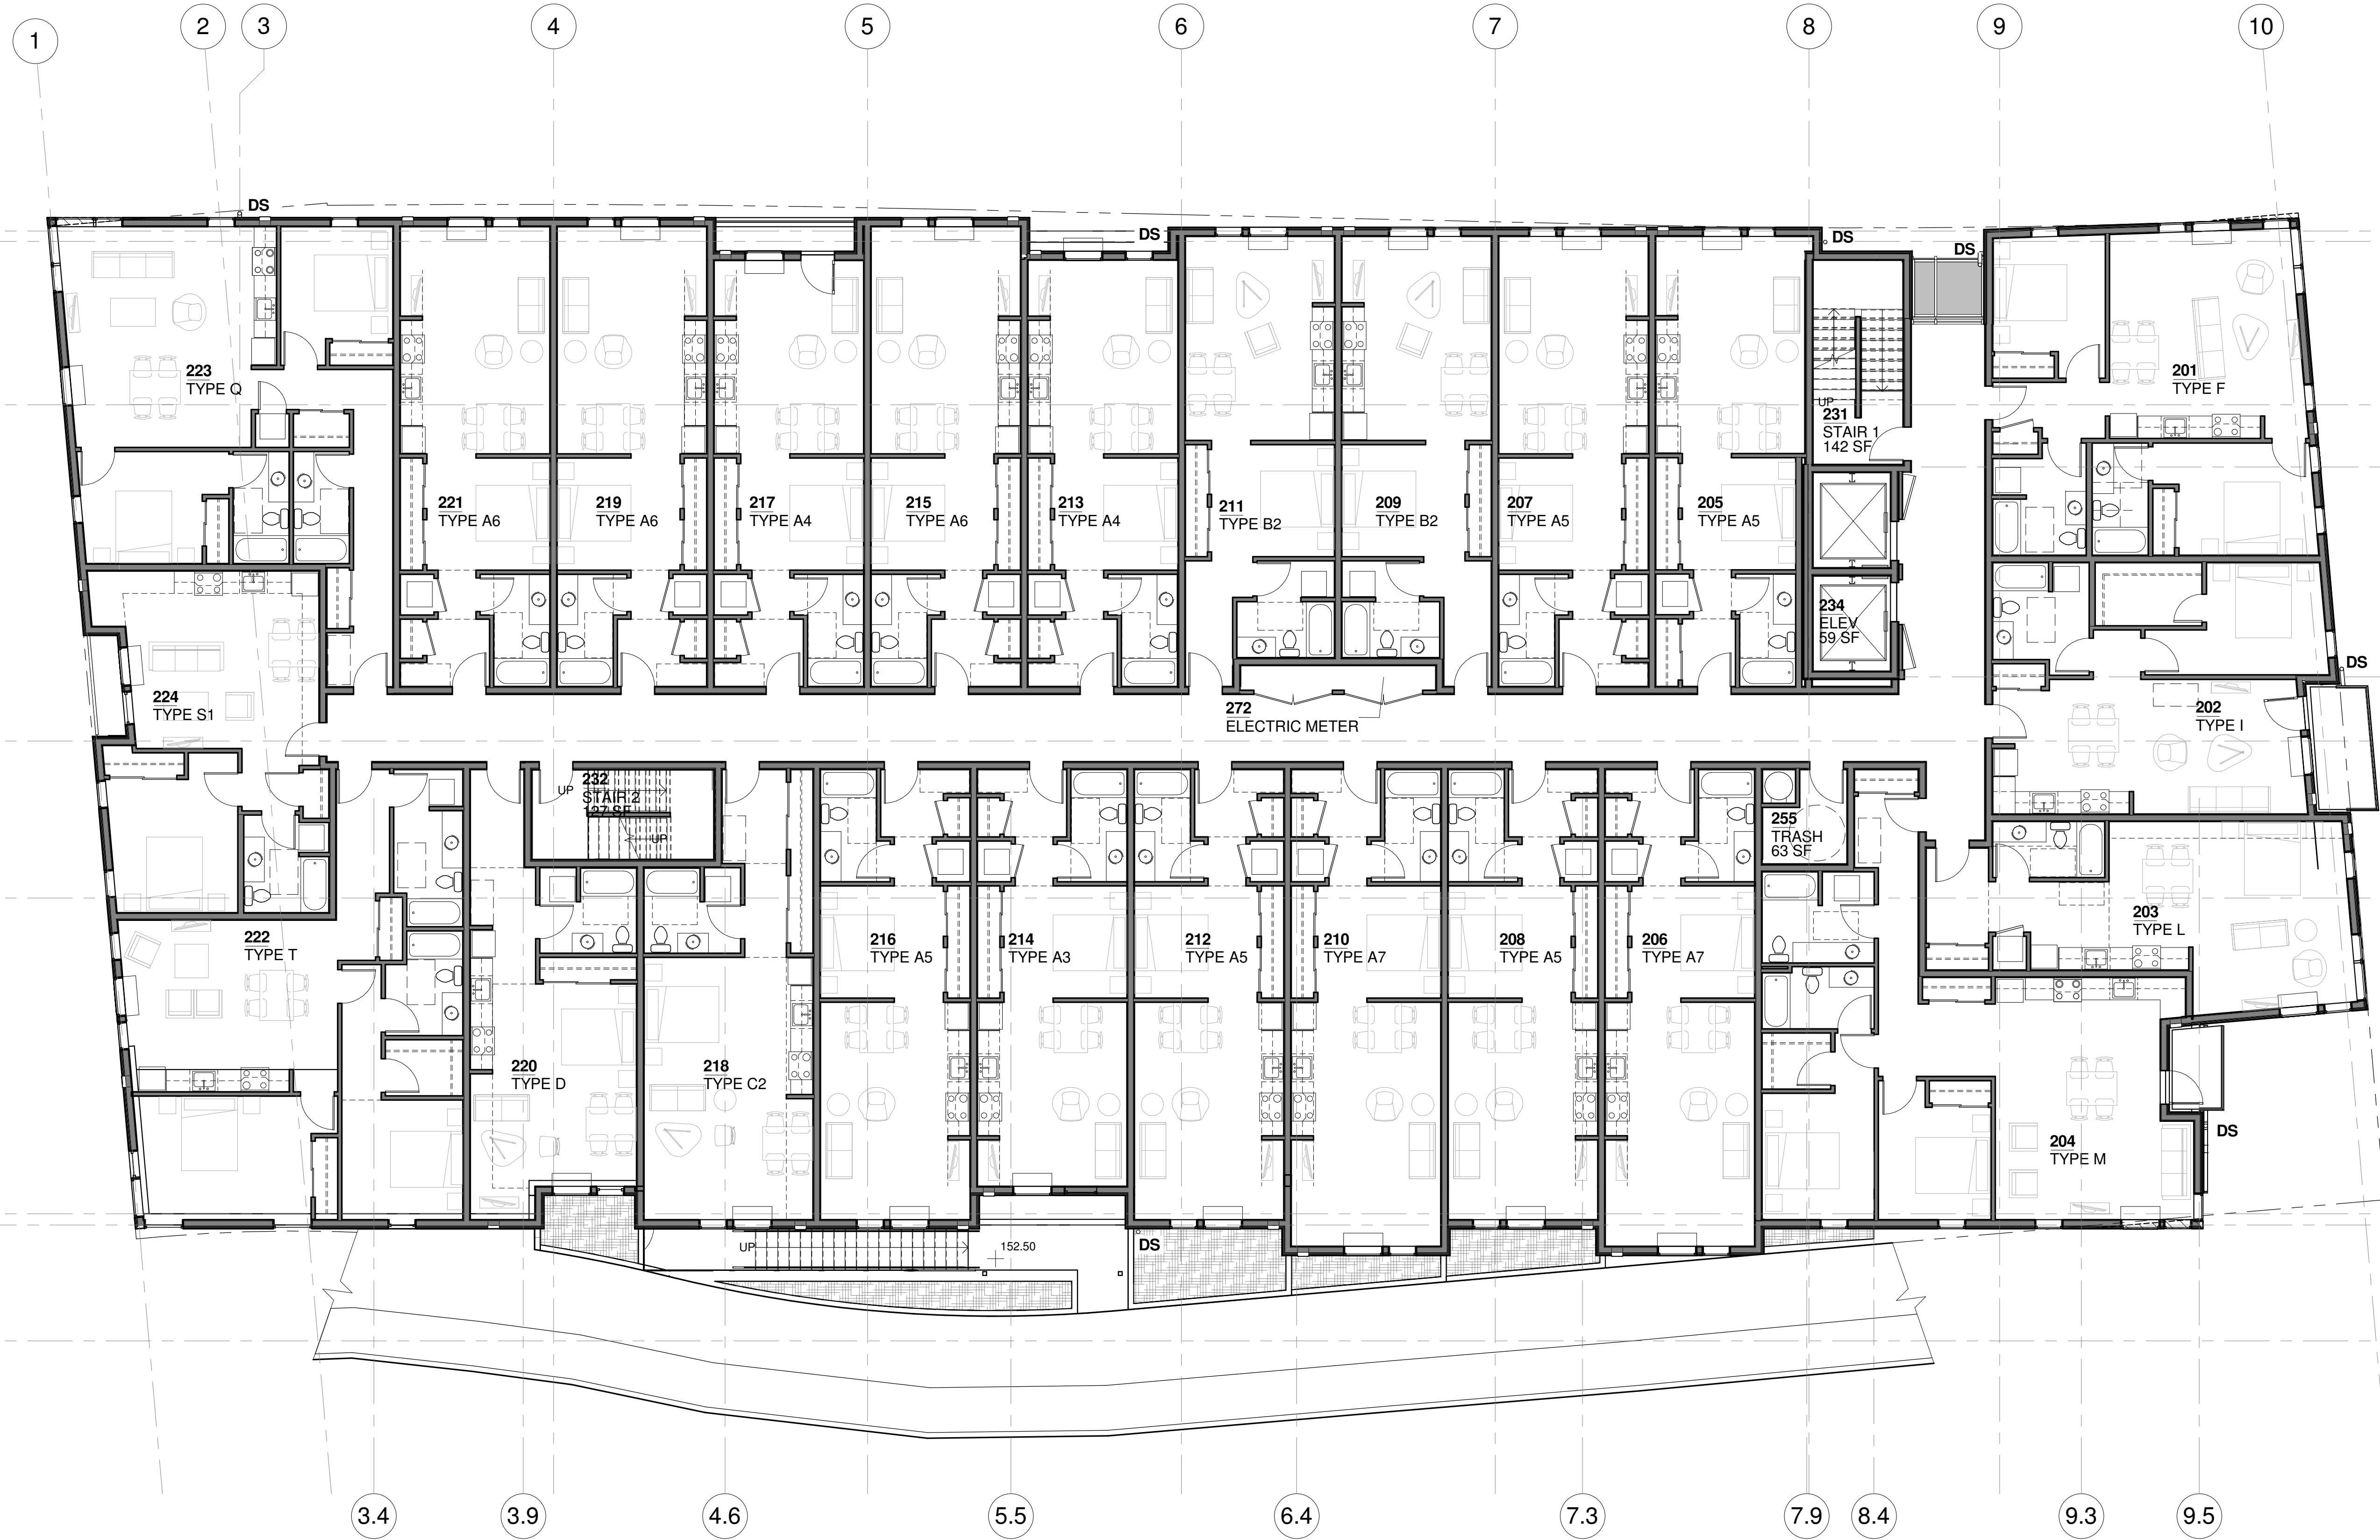 1
2
3
4
5
6
7
8
9
10
DS
DS
DS
DS
223
TYPE Q
201
TYPE F
UP
231
STAIR 1
142 SF
221
TYPE A6
219
TYPE A6
217
TYPE A4
215
TYPE A6
213
TYPE A4
211
TYPE B2
209
TYPE B2
207
TYPE A5
205
TYPE A5
234
ELEV
59 SF
DS
224
TYPE S1
272
ELECTRIC METER
202
TYPE I
232
STAIR 2
127 SF
UP
UP
255
TRASH
63 SF
222
TYPE T
216
TYPE A5
214
TYPE A3
212
TYPE A5
210
TYPE A7
208
TYPE A5
206
TYPE A7
203
TYPE L
220
TYPE D
218
TYPE C2
204
TYPE M
DS
UP
152.50
DS
3.4
3.9
4.6
5.5
6.4
7.3
7.9
8.4
9.3
9.5